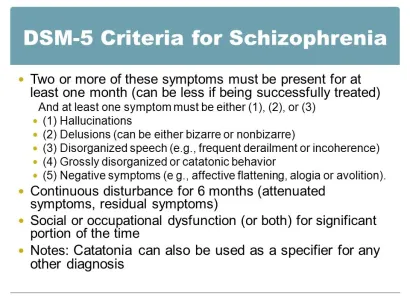 DSM-5 Criteria for Schizophrenia
Two or more of these symptoms must be present for at
least one month (can be less if being successfully treated)
And at least one symptom must be either (1), (2), or (3)
(1) Hallucinations
(2) Delusions (can be either bizarre or nonbizarre)
(3) Disorganized speech (e.g., frequent derailment or incoherence)
(4) Grossly disorganized or catatonic behavior
(5) Negative symptoms (e g., affective flattening, alogia or avolition).
Continuous disturbance for 6 months (attenuated
symptoms, residual symptoms)
Social or occupational dysfunction (or both) for significant
portion of the time
Notes: Catatonia can also be used as a specifier for any
other diagnosis